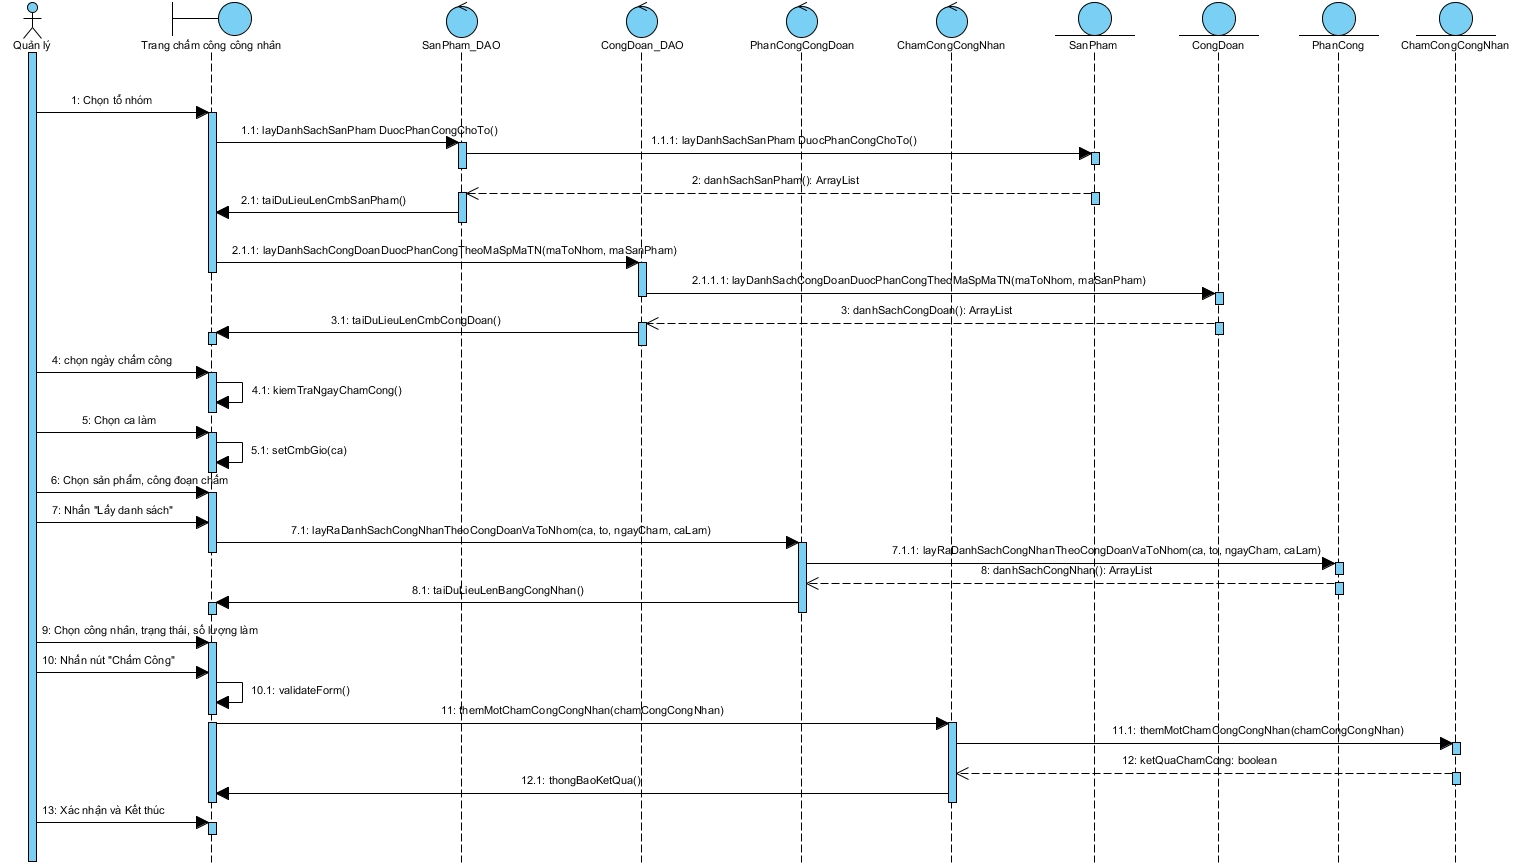 Quản lý
Trang chấm công công nhân
SanPham_DAO
CongDoan_DAO
PhanCongCongDoan
ChamCongCongNhan
SanPham
CongDoan
PhanCong
ChamCongCongNhan
1: Chọn tổ nhóm
1.1: layDanhSachSanPham DuocPhanCongChoTo()
1.1.1: layDanhSachSanPham DuocPhanCongChoTo()
2: danhSachSanPham(): ArrayList
2.1: taiDuLieuLenCmbSanPham()
2.1.1: layDanhSachCongDoanDuocPhanCongTheoMaSpMaTN(maToNhom, maSanPham)
2.1.1.1: layDanhSachCongDoanDuocPhanCongTheoMaSpMaTN(maToNhom, maSanPham)
3: danhSachCongDoan(): ArrayList
3.1: taiDuLieuLenCmbCongDoan()
4: chọn ngày chấm công
4.1: kiemTraNgayChamCong()
5: Chọn ca làm
5.1: setCmbGio(ca)
6: Chọn sản phẩm, công đoạn chấm
7: Nhấn "Lấy danh sách"
7.1: layRaDanhSachCongNhanTheoCongDoanVaToNhom(ca, to, ngayCham, caLam)
7.1.1: layRaDanhSachCongNhanTheoCongDoanVaToNhom(ca, to, ngayCham, caLam)
8: danhSachCongNhan(): ArrayList
8.1: taiDuLieuLenBangCongNhan()
9: Chọn công nhân, trạng thái, số lượng làm
10: Nhấn nút "Chấm Công"
10.1: validateForm()
11: themMotChamCongCongNhan(chamCongCongNhan)
11.1: themMotChamCongCongNhan(chamCongCongNhan)
12: ketQuaChamCong: boolean
12.1: thongBaoKetQua()
13: Xác nhận và Kết thúc